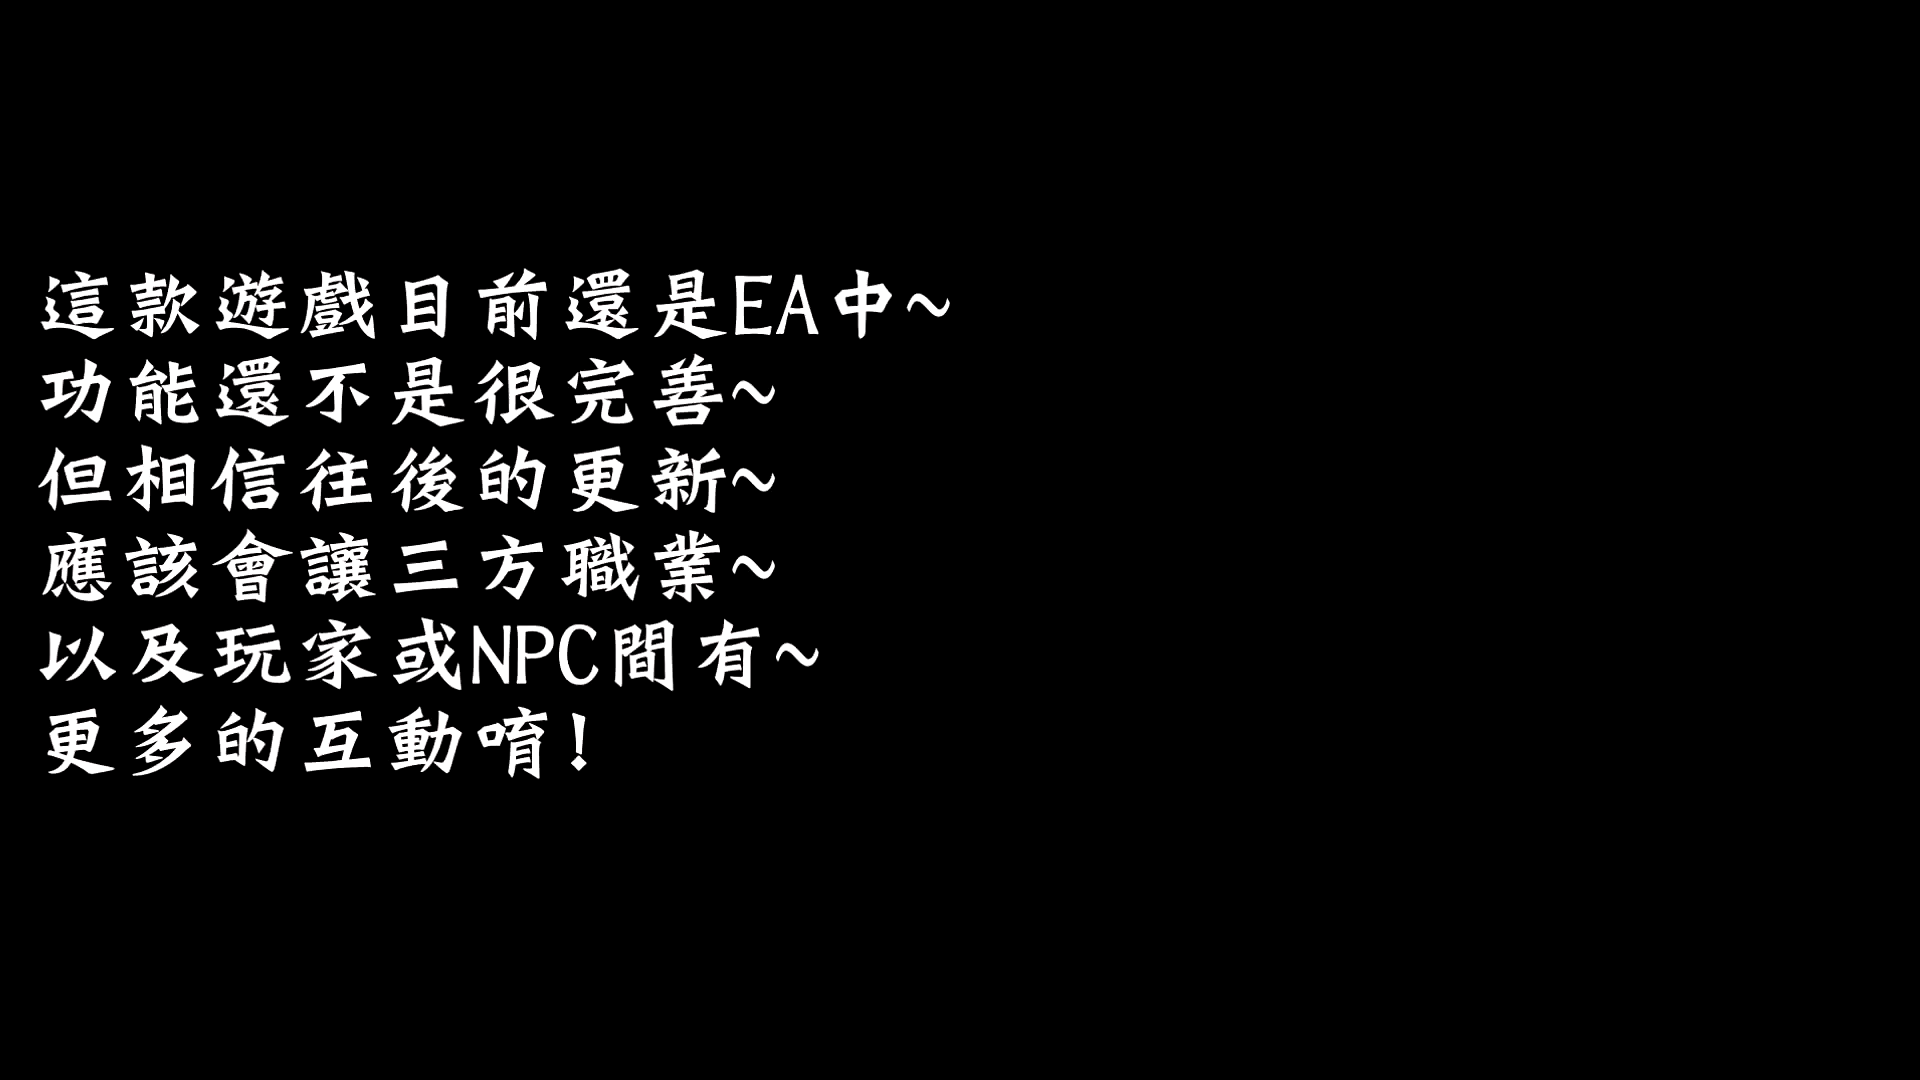 這款遊戲目前還是EA中~
功能還不是很完善~
但相信往後的更新~
應該會讓三方職業~
以及玩家或NPC間有~
更多的互動唷!